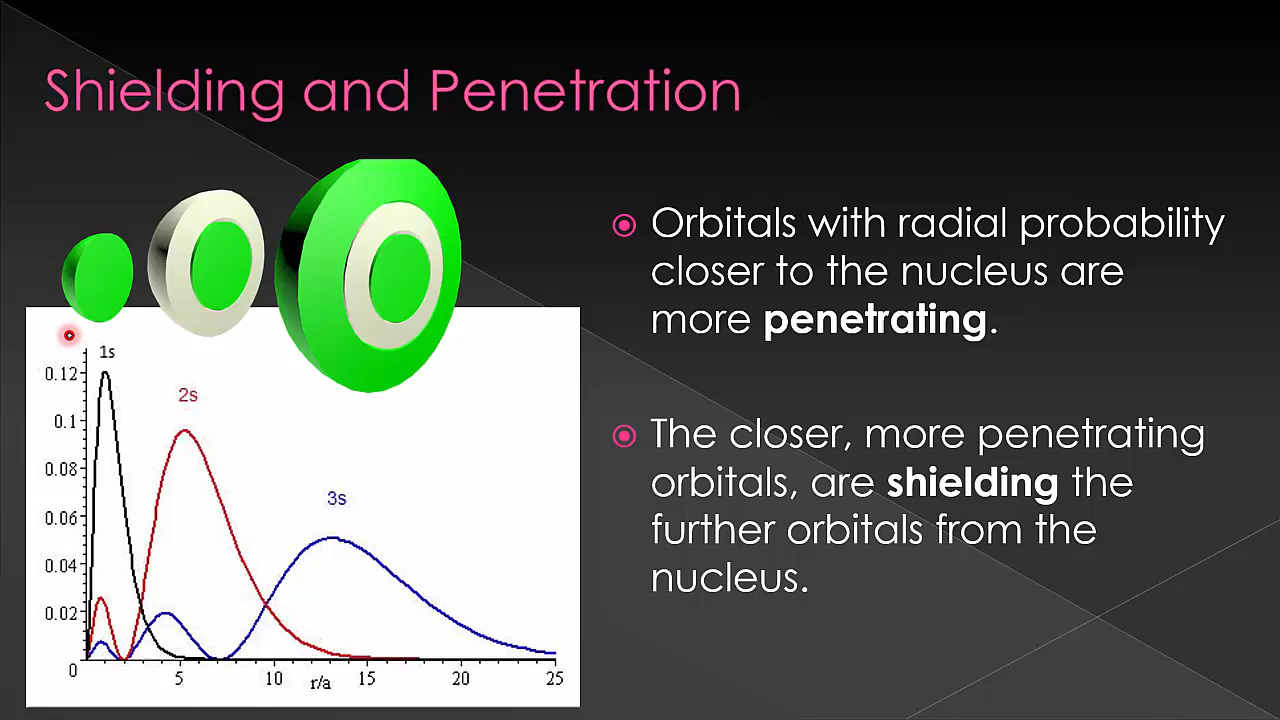 Shielding and Penetration
Orbitals with radial probability
closer to the nucleus are
more penetrating.
The closer, more penetrating
orbitals, are shielding the
further orbitals from the
nucleus.
1s
2s
3s
0.12
0.1
0.08
0.06
0.04
0.02
0
5
10
r/a
15
20
25